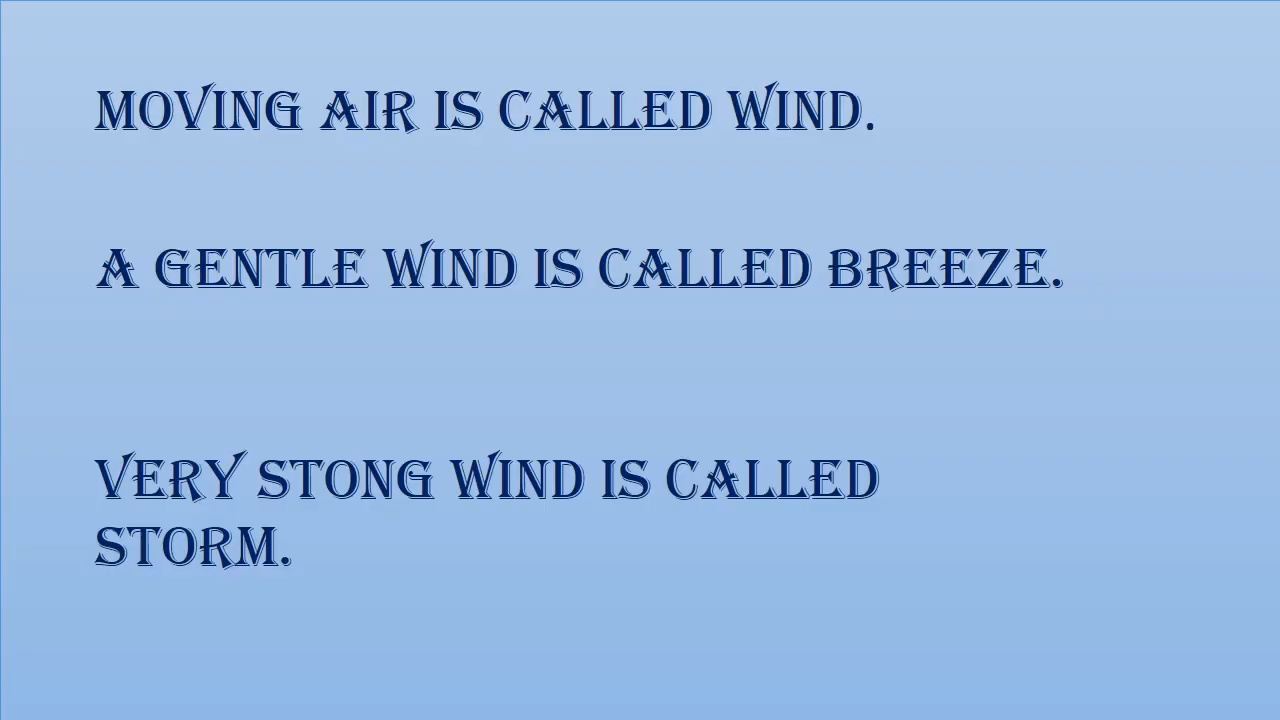 MOVING AIR IS CALLED WIND.
A GENTLE WIND IS CALLED BREEZE.
VERY STONG WIND IS CALLED
STORM.